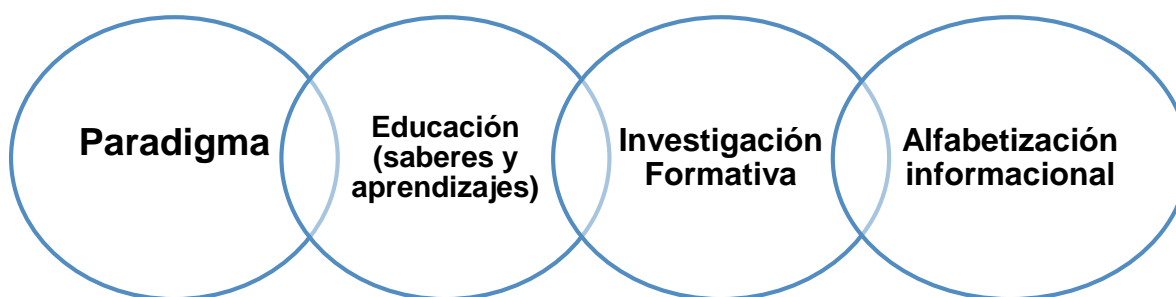 Paradigma
Educación
(saberes y
aprendizajes)
Investigación
Formativa
Alfabetización
informacional